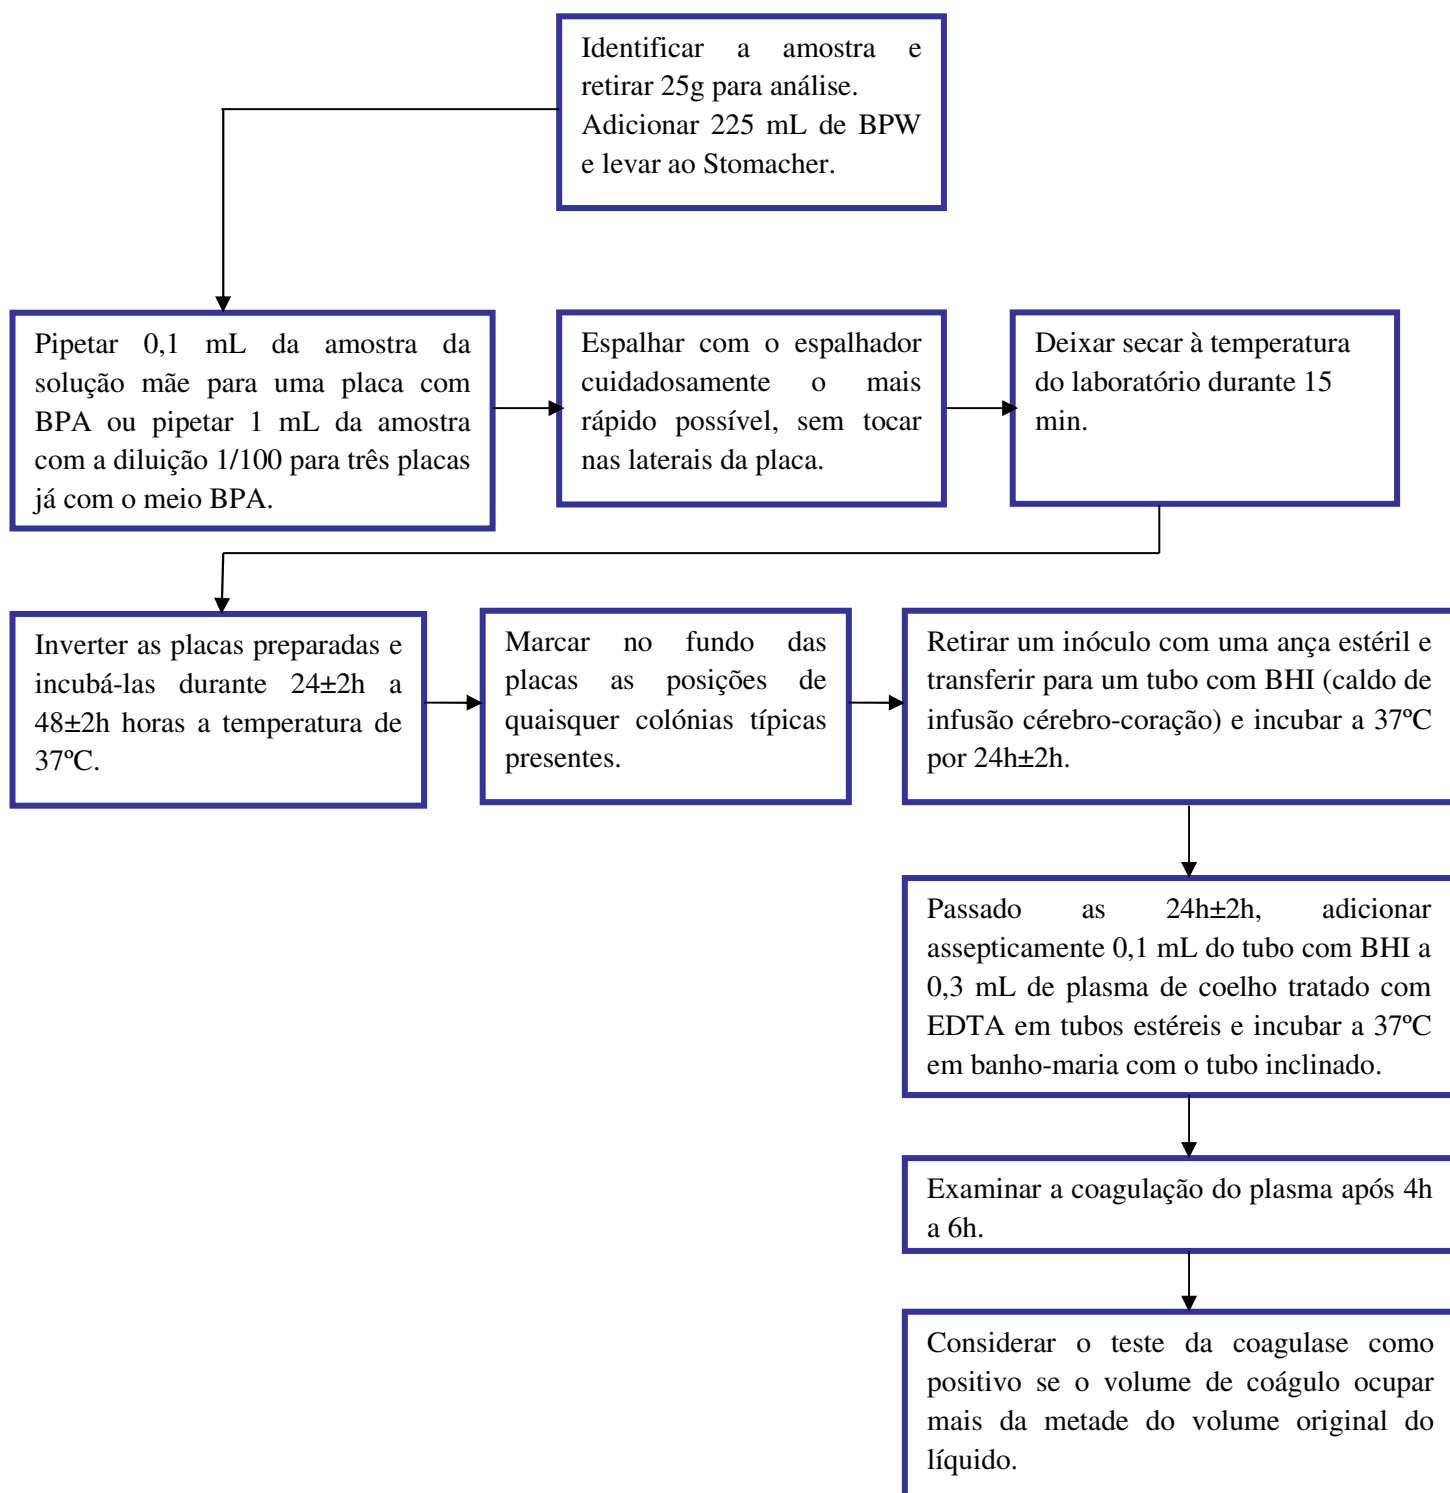 Identificar a amostra e
retirar 25g para análise.
Adicionar 225 mL de BPW
e levar ao Stomacher.
Pipetar 0,1 mL da amostra da
solução mãe para uma placa com
BPA ou pipetar 1 mL da amostra
com a diluição 1/100 para três placas
já com o meio BPA.
Espalhar com o espalhador
cuidadosamente o mais
rápido possível, sem tocar
nas laterais da placa.
Deixar secar à temperatura
do laboratório durante 15
min.
Inverter as placas preparadas e
incubá-las durante 24±2h a
48±2h horas a temperatura de
37ºC.
Marcar no fundo das
placas as posições de
quaisquer colónias típicas
presentes.
Retirar um inóculo com uma ança estéril e
transferir para um tubo com BHI (caldo de
infusão cérebro-coração) e incubar a 37ºC
por 24h±2h.
Passado as 24h±2h, adicionar
assepticamente 0,1 mL do tubo com BHI a
0,3 mL de plasma de coelho tratado com
EDTA em tubos estéreis e incubar a 37ºC
em banho-maria com o tubo inclinado.
Examinar a coagulação do plasma após 4h
a 6h.
Considerar o teste da coagulase como
positivo se o volume de coágulo ocupar
mais da metade do volume original do
líquido.